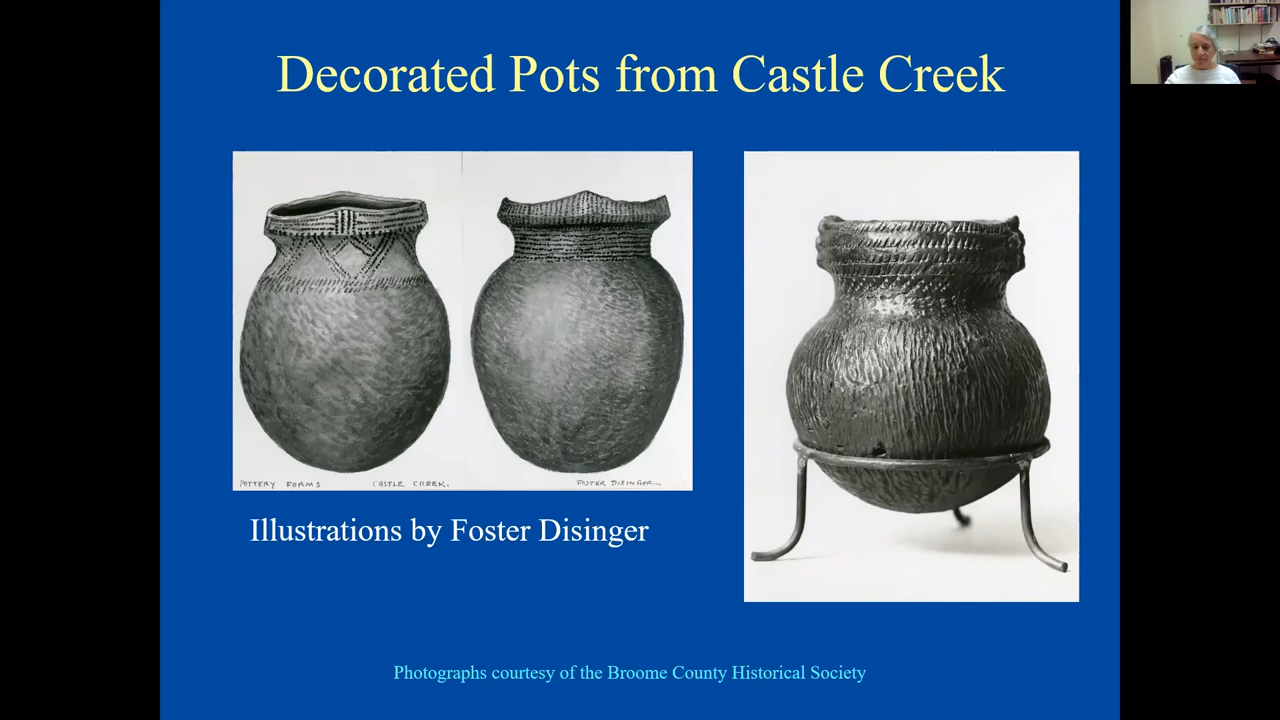 Decorated Pots from Castle Creek
POTTERY FORMS CASTLE CREEK. FOSTER DISINGER
Illustrations by Foster Disinger
Photographs courtesy of the Broome County Historical Society